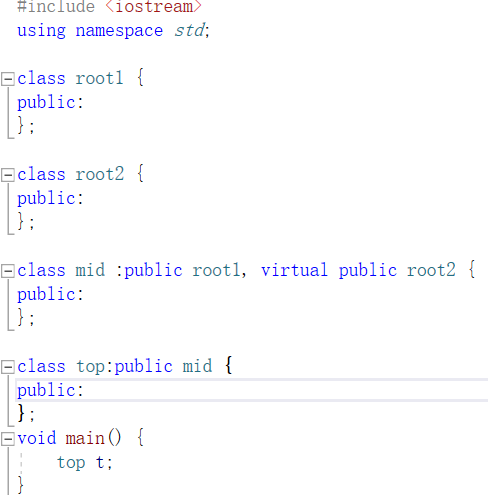 #include <iostream>
using namespace std;
class root1 {
public:
};
class root2 {
public:
};
class mid :public root1, virtual public root2 {
public:
};
class top:public mid {
public:
};
void main() {
top t;
}